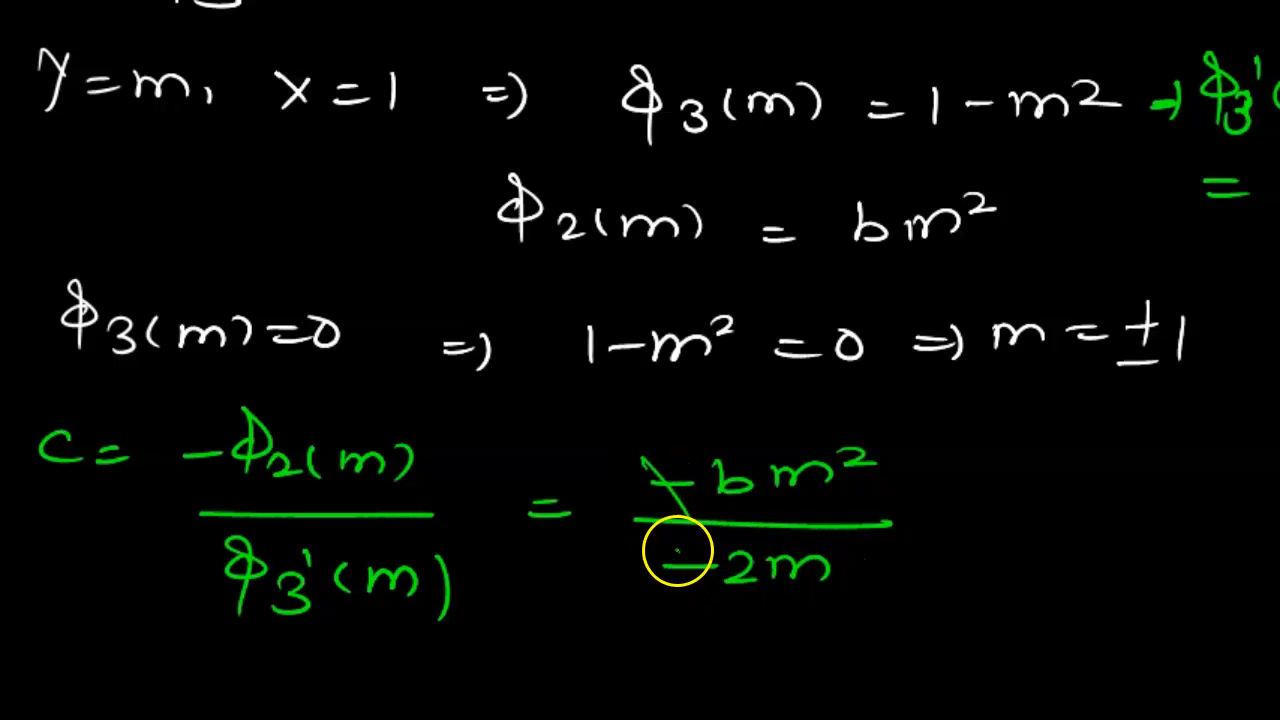 y = m, x = 1 => ϕ3(m) = 1 - m² → ϕ3'(
=
ϕ2(m) = bm²
ϕ3(m) = 0 => 1 - m² = 0 => m = ±1
c = -ϕ2(m) / ϕ3'(m) = -bm² / -2m